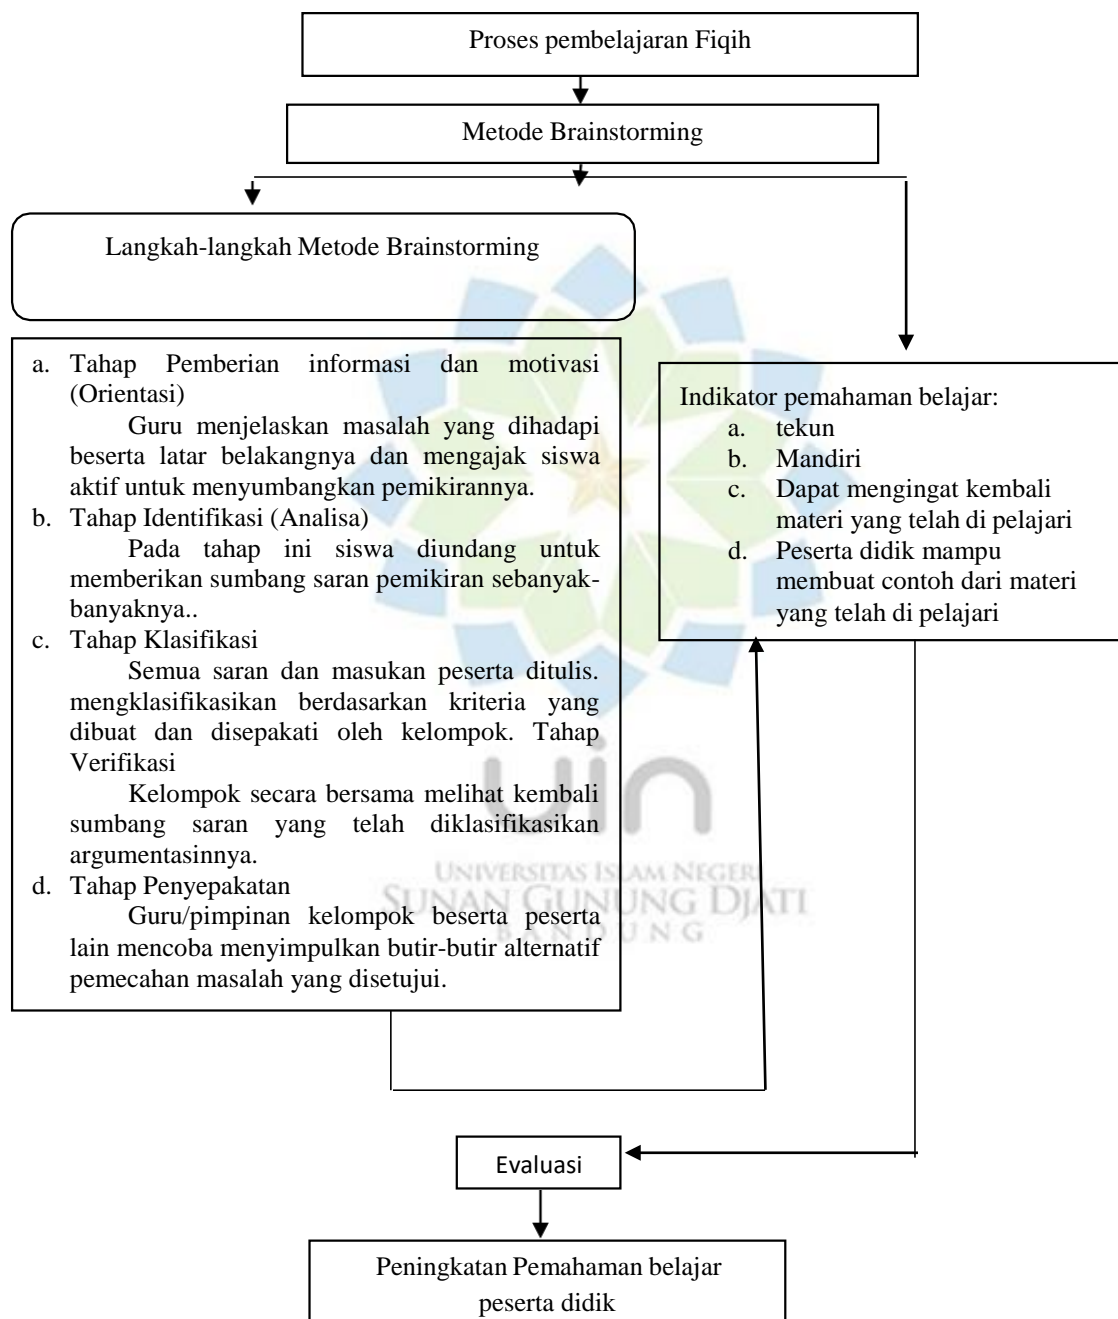 Proses pembelajaran Fiqih
Metode Brainstorming
Langkah-langkah Metode Brainstorming
a. Tahap Pemberian informasi dan motivasi
(Orientasi)
Guru menjelaskan masalah yang dihadapi
beserta latar belakangnya dan mengajak siswa
aktif untuk menyumbangkan pemikirannya.
b. Tahap Identifikasi (Analisa)
Pada tahap ini siswa diundang untuk
memberikan sumbang saran pemikiran sebanyak-
banyaknya..
c. Tahap Klasifikasi
Semua saran dan masukan peserta ditulis.
mengklasifikasikan berdasarkan kriteria yang
dibuat dan disepakati oleh kelompok. Tahap
Verifikasi
Kelompok secara bersama melihat kembali
sumbang saran yang telah diklasifikasikan
argumentasinnya.
d. Tahap Penyepakatan
Guru/pimpinan kelompok beserta peserta
lain mencoba menyimpulkan butir-butir alternatif
pemecahan masalah yang disetujui.
Indikator pemahaman belajar:
a. tekun
b. Mandiri
c. Dapat mengingat kembali
materi yang telah di pelajari
d. Peserta didik mampu
membuat contoh dari materi
yang telah di pelajari
uin
UNIVERSITAS ISLAM NEGERI
SUNAN GUNUNG DJATI
BANDUNG
Evaluasi
Peningkatan Pemahaman belajar
peserta didik